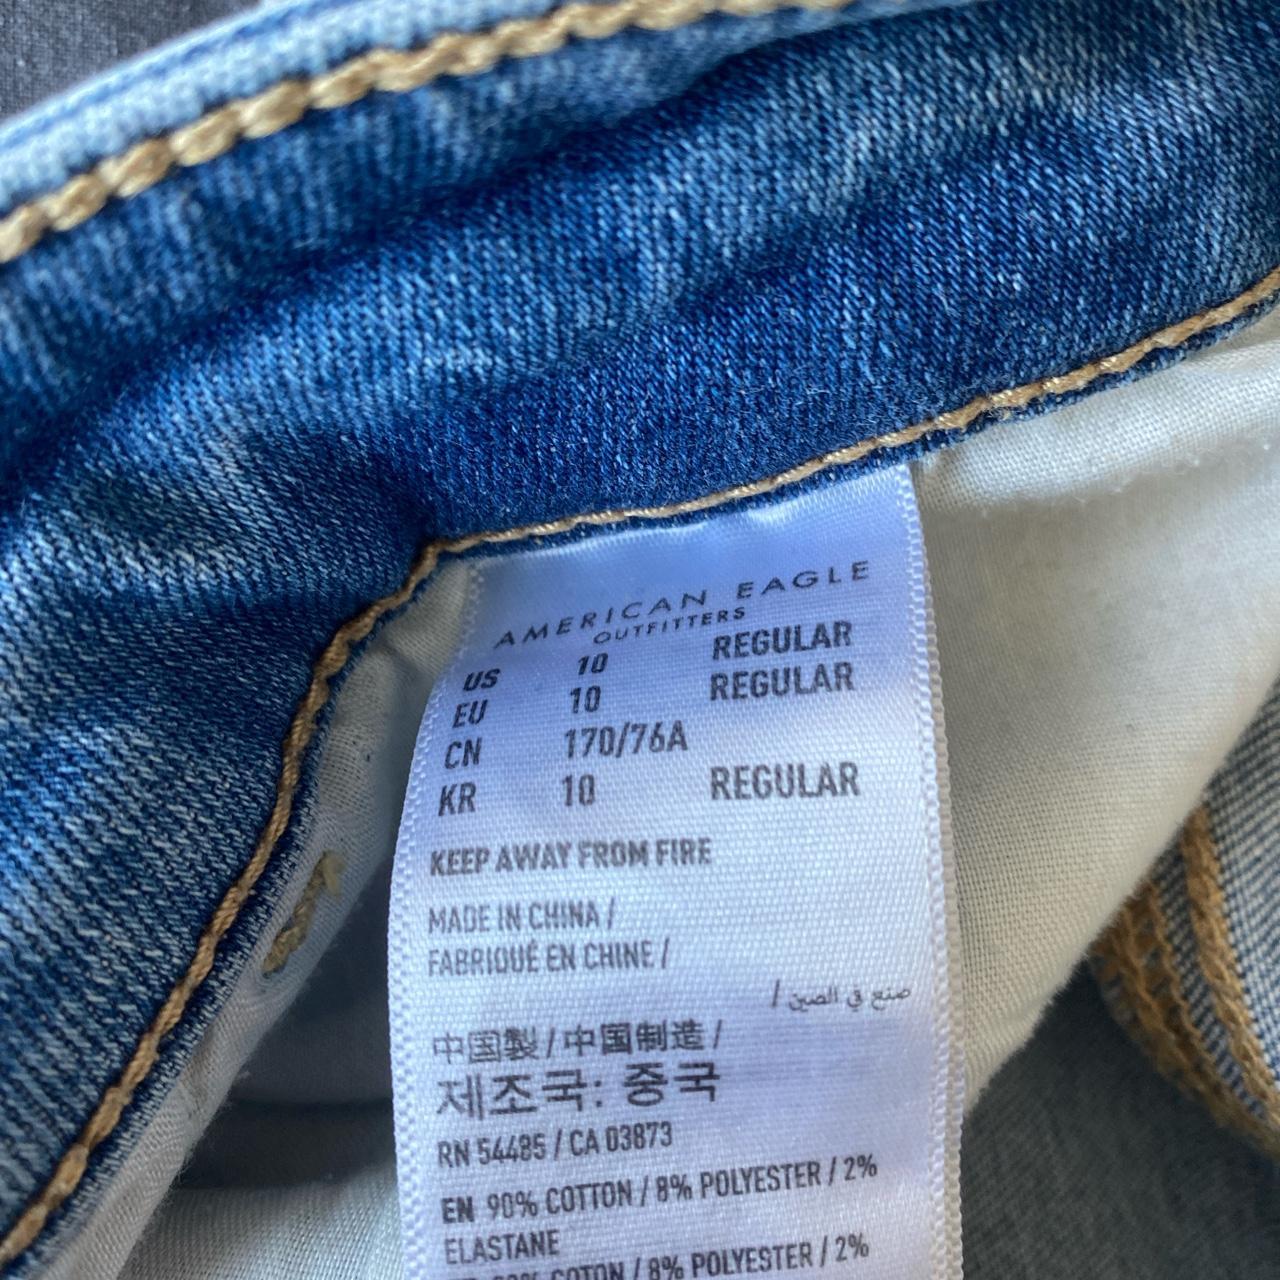 AMERICAN EAGLE
OUTFITTERS
US 10 REGULAR
EU 10 REGULAR
CN 170/76A
KR 10 REGULAR
KEEP AWAY FROM FIRE
MADE IN CHINA /
FABRIQUÉ EN CHINE /
صنع في الصين /
中国製 / 中国制造 /
제조국: 중국
RN 54485 / CA 03873
EN 90% COTTON / 8% POLYESTER / 2%
ELASTANE
COTON / 8% POLYESTER / 2%